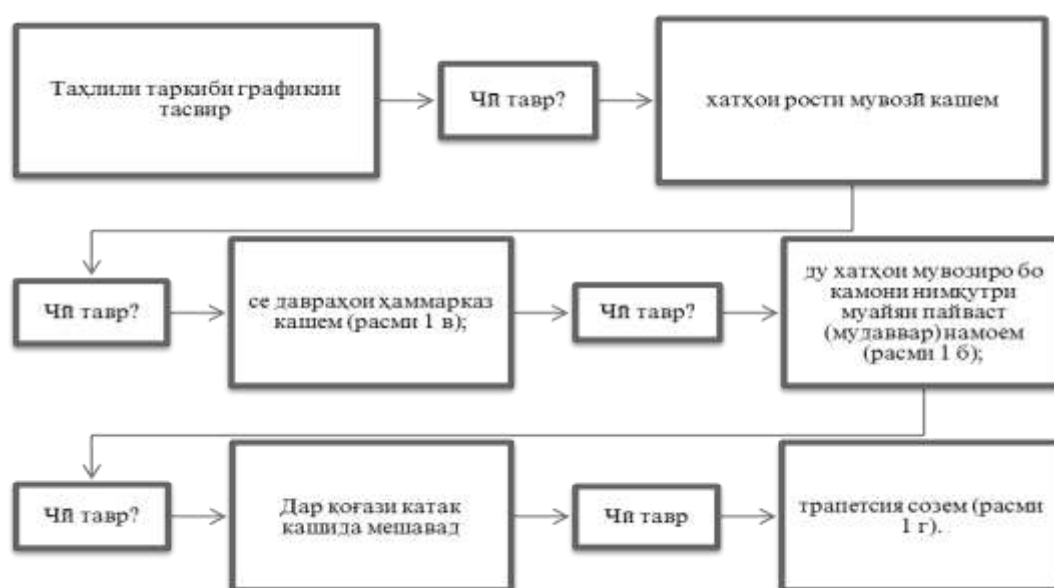 Таҳлили таркиби графикии
тасвир
Чӣ тавр?
хатҳои рости мувозӣ кашем
Чӣ тавр?
се давраҳои ҳаммарказ
кашем (расми 1 в);
Чӣ тавр?
ду хатҳои мувозиро бо
камони нимқутри
муайян пайваст
(мудаввар) намоем
(расми 1 б);
Чӣ тавр?
Дар қоғази катак
кашида мешавад
Чӣ тавр
трапетсия созем (расми
1 г).